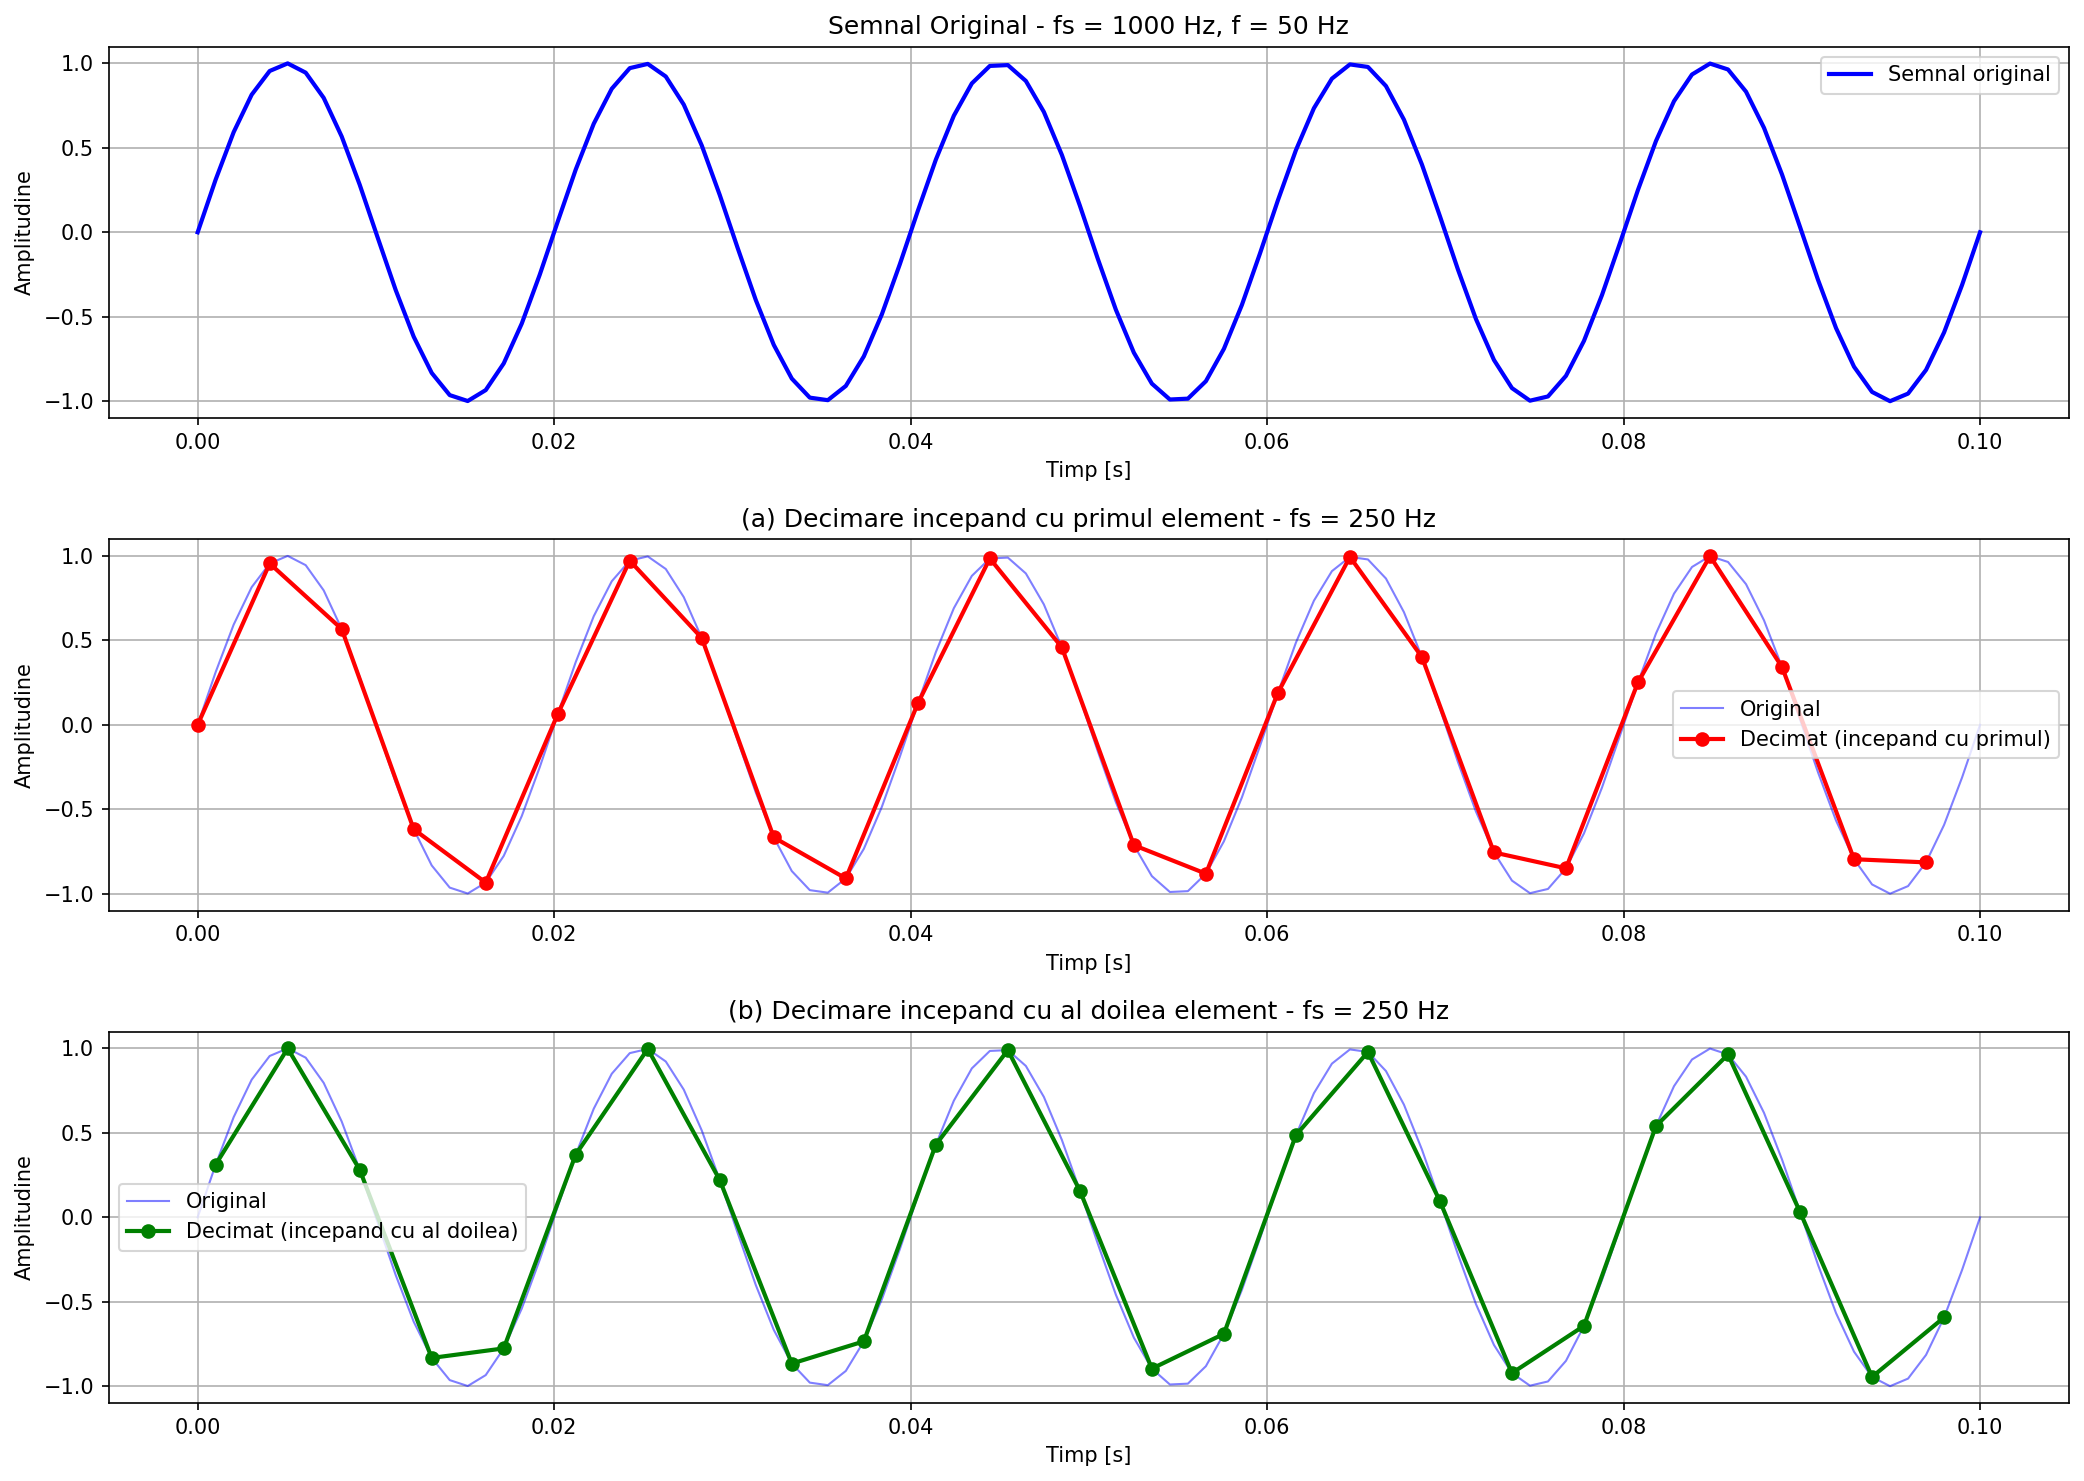 Semnal Original - fs = 1000 Hz, f = 50 Hz
1.0
0.5
0.0
−0.5
−1.0
Amplitudine
Semnal original
0.00 0.02 0.04 0.06 0.08 0.10
Timp [s]
(a) Decimare incepand cu primul element - fs = 250 Hz
1.0
0.5
0.0
−0.5
−1.0
Amplitudine
Original
Decimat (incepand cu primul)
0.00 0.02 0.04 0.06 0.08 0.10
Timp [s]
(b) Decimare incepand cu al doilea element - fs = 250 Hz
1.0
0.5
0.0
−0.5
−1.0
Amplitudine
Original
Decimat (incepand cu al doilea)
0.00 0.02 0.04 0.06 0.08 0.10
Timp [s]